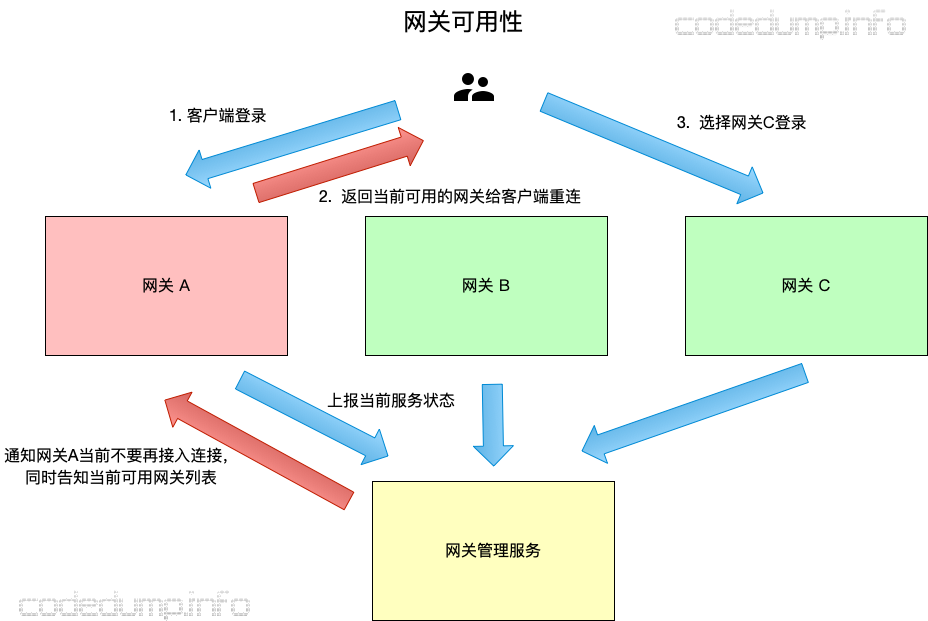 网关可用性
codedump info
1. 客户端登录
3. 选择网关C登录
2. 返回当前可用的网关给客户端重连
网关 A
网关 B
网关 C
上报当前服务状态
通知网关A当前不要再接入连接，
同时告知当前可用网关列表
网关管理服务
codedump info